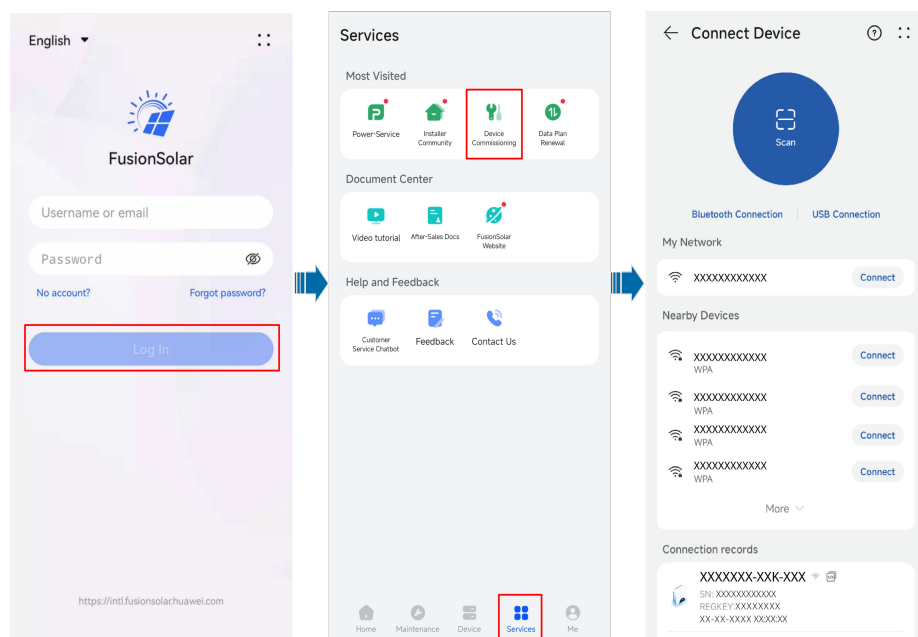 English
FusionSolar
Username or email
Password
No account?
Forgot password?
Log In
https://intl.fusionsolar.huawei.com
Services
Most Visited
Power-Service
Installer
Community
Device
Commissioning
Data Plan
Renewal
Document Center
Video tutorial
After-Sales Docs
FusionSolar
Website
Help and Feedback
Customer
Service Chatbot
Feedback
Contact Us
Home
Maintenance
Device
Services
Me
Connect Device
Scan
Bluetooth Connection
USB Connection
My Network
XXXXXXXXXXXX
Connect
Nearby Devices
XXXXXXXXXXXX
WPA
Connect
XXXXXXXXXXXX
WPA
Connect
XXXXXXXXXXXX
WPA
Connect
XXXXXXXXXXXX
WPA
Connect
More
Connection records
XXXXXXX-XXK-XXX
SN: XXXXXXXXXXXX
REGKEY:XXXXXXXX
XX-XX-XXXX XX:XX:XX